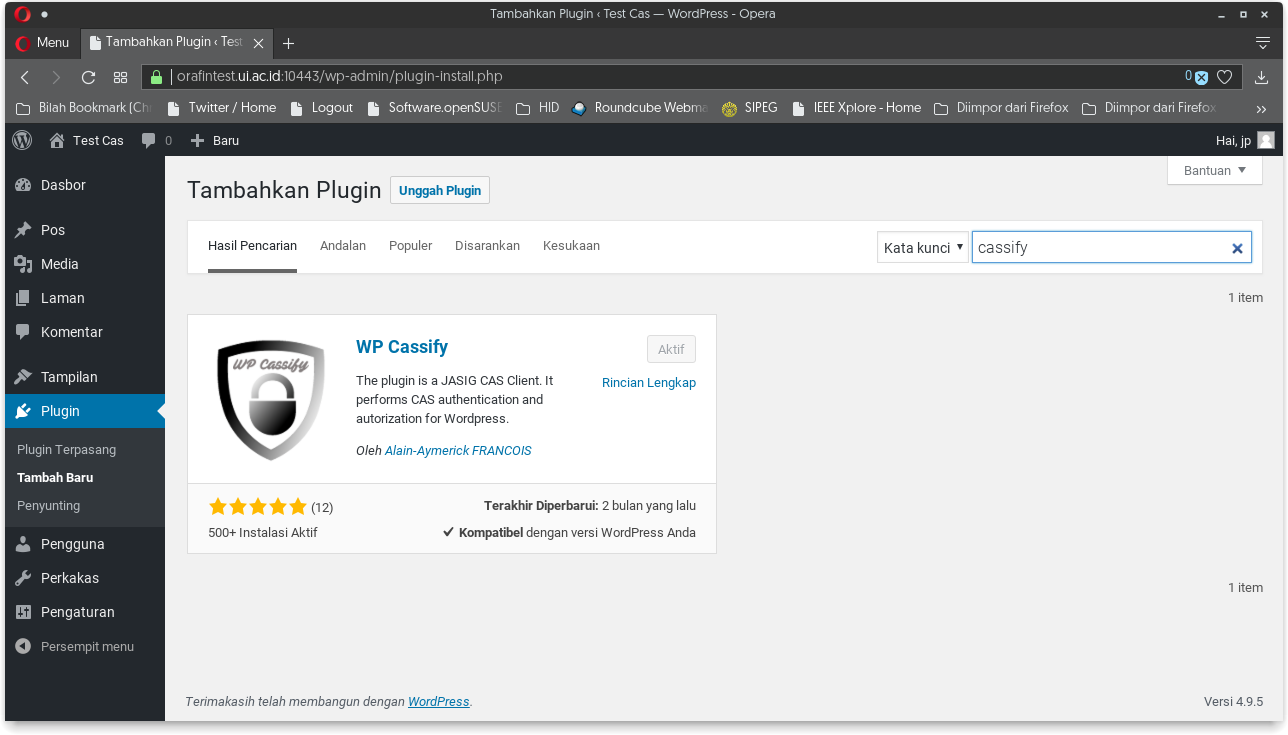 Tambahkan Plugin ‹ Test Cas — WordPress - Opera
Menu
Tambahkan Plugin ‹ Test
orafintest.ui.ac.id:10443/wp-admin/plugin-install.php
0
Bilah Bookmark (Ch
Twitter / Home
Logout
Software.openSUSE
HID
Roundcube Webma
SIPEG
IEEE Xplore - Home
Diimpor dari Firefox
Diimpor dari Firefox
Test Cas
0
Baru
Hai, jp
Dasbor
Pos
Media
Laman
Komentar
Tampilan
Plugin
Plugin Terpasang
Tambah Baru
Penyunting
Pengguna
Perkakas
Pengaturan
Persempit menu
Bantuan
Tambahkan Plugin
Unggah Plugin
Hasil Pencarian
Andalan
Populer
Disarankan
Kesukaan
Kata kunci
cassify
1 item
WP Cassify
WP Cassify
Aktif
Rincian Lengkap
The plugin is a JASIG CAS Client. It
performs CAS authentication and
autorization for Wordpress.
Oleh Alain-Aymerick FRANCOIS
(12)
500+ Instalasi Aktif
Terakhir Diperbarui: 2 bulan yang lalu
Kompatibel dengan versi WordPress Anda
1 item
Terimakasih telah membangun dengan WordPress.
Versi 4.9.5